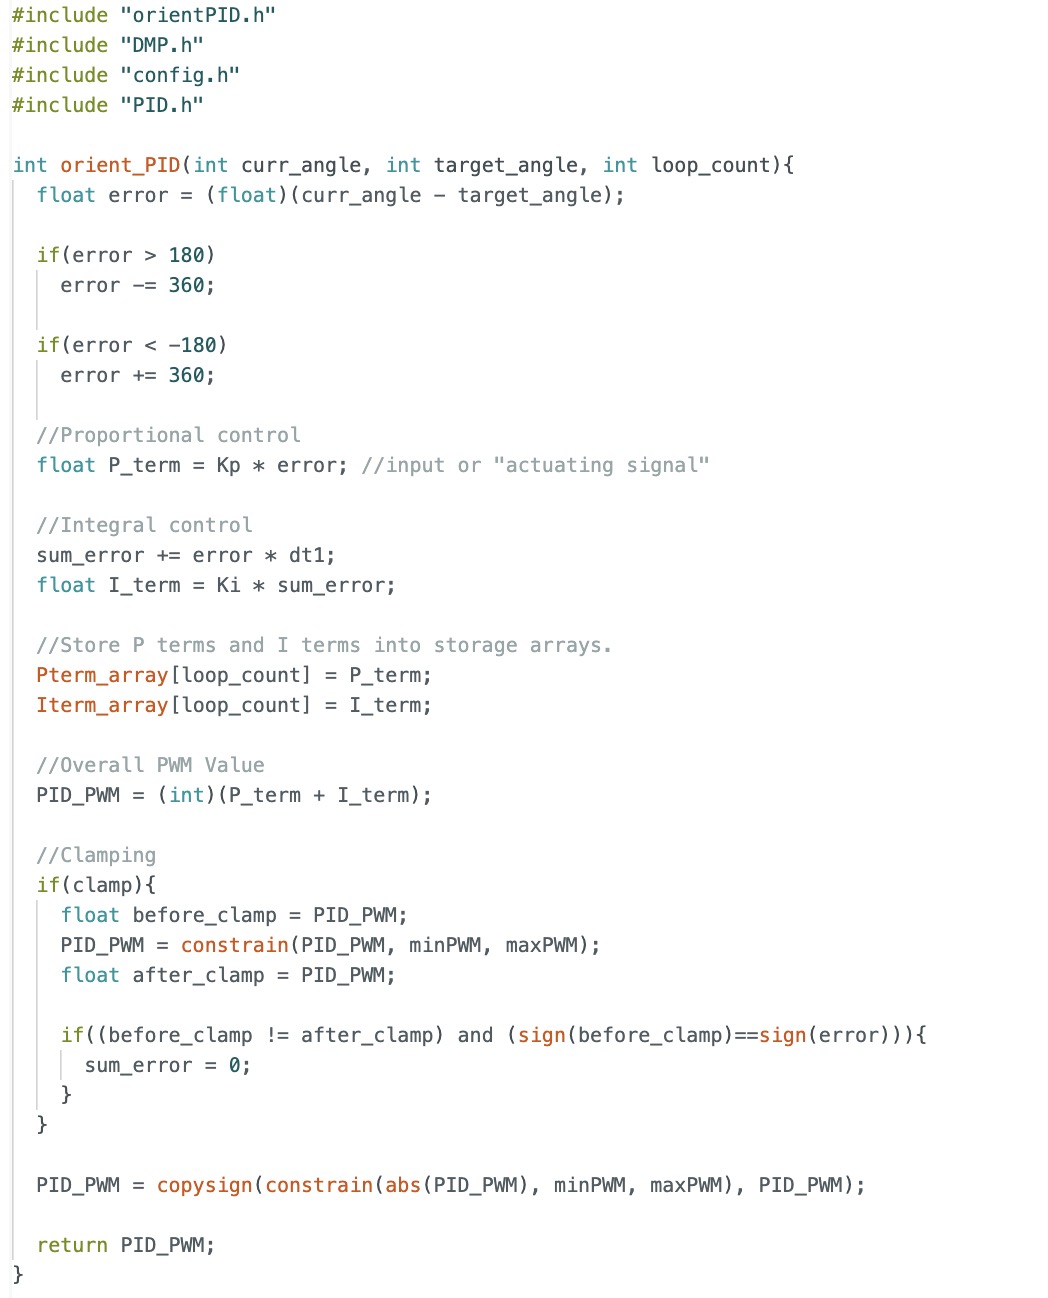 #include "orientPID.h"
#include "DMP.h"
#include "config.h"
#include "PID.h"

int orient_PID(int curr_angle, int target_angle, int loop_count){
  float error = (float)(curr_angle - target_angle);

  if(error > 180)
    error -= 360;

  if(error < -180)
    error += 360;

  //Proportional control
  float P_term = Kp * error; //input or "actuating signal"

  //Integral control
  sum_error += error * dt1;
  float I_term = Ki * sum_error;

  //Store P terms and I terms into storage arrays.
  Pterm_array[loop_count] = P_term;
  Iterm_array[loop_count] = I_term;

  //Overall PWM Value
  PID_PWM = (int)(P_term + I_term);

  //Clamping
  if(clamp){
    float before_clamp = PID_PWM;
    PID_PWM = constrain(PID_PWM, minPWM, maxPWM);
    float after_clamp = PID_PWM;

    if((before_clamp != after_clamp) and (sign(before_clamp)==sign(error))){
      sum_error = 0;
    }
  }

  PID_PWM = copysign(constrain(abs(PID_PWM), minPWM, maxPWM), PID_PWM);

  return PID_PWM;
}